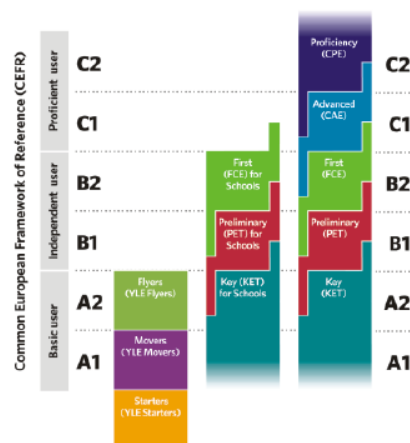 Common European Framework of Reference (CEFR)
Proficient user
Independent user
Basic user
C2
C1
B2
B1
A2
A1
Flyers
(YLE Flyers)
Movers
(YLE Movers)
Starters
(YLE Starters)
First
(FCE) for
Schools
Preliminary
(PET) for
Schools
Key (KET)
for Schools
Proficiency
(CPE)
Advanced
(CAE)
First
(FCE)
Preliminary
(PET)
Key
(KET)
C2
C1
B2
B1
A2
A1